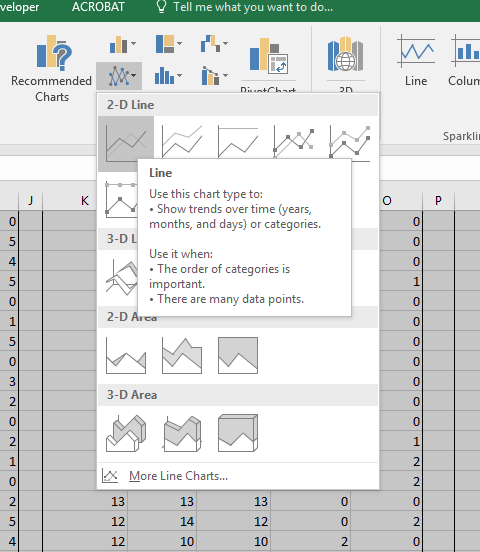 veloper ACROBAT Tell me what you want to do...
Recommended
Charts
PivotChart 3D Line Colum
Sparklin
2-D Line
Line
Use this chart type to:
• Show trends over time (years,
months, and days) or categories.
Use it when:
• The order of categories is
important.
• There are many data points.
3-D L
2-D Area
3-D Area
More Line Charts...
J K O P
0 0
5 0
4 0
5 1
0 0
1 0
5 0
0 0
3 0
2 0
0 0
2 1
1 2
0 2
2 13 13 13 0 0
5 12 14 12 0 2
4 12 10 10 2 0